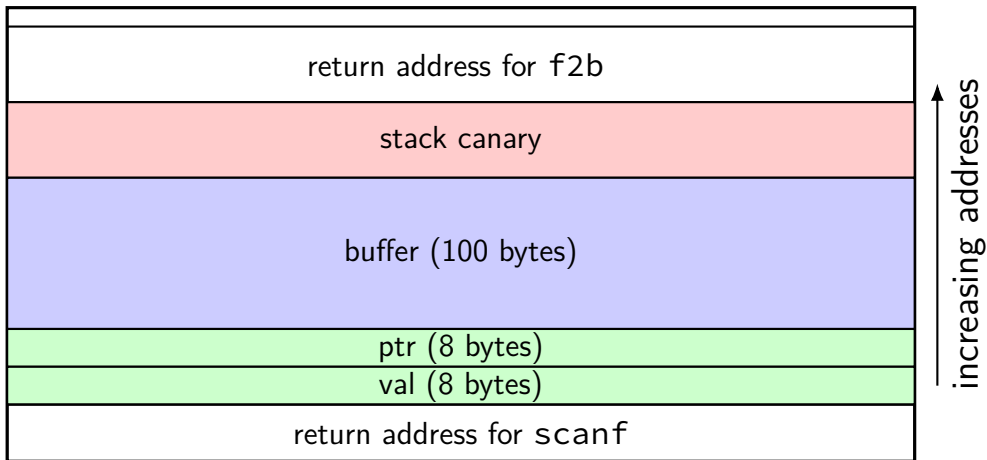 return address for f2b
stack canary
buffer (100 bytes)
ptr (8 bytes)
val (8 bytes)
return address for scanf
increasing addresses